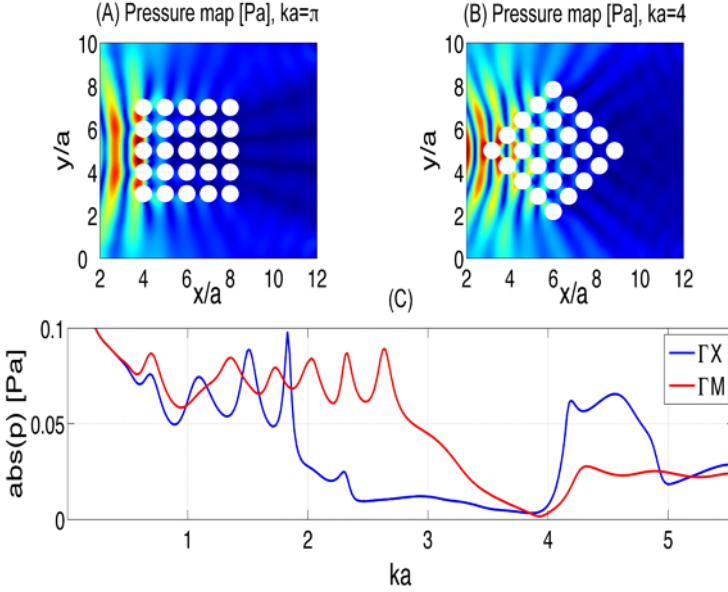 (A) Pressure map [Pa], ka=π
(B) Pressure map [Pa], ka=4
10
8
6
4
2
0
y/a
2 4 6 8 10 12
x/a
10
8
6
4
2
0
y/a
2 4 6 8 10 12
x/a
(C)
0.1
0.05
0
abs(p) [Pa]
ΓX
ΓM
1 2 3 4 5
ka